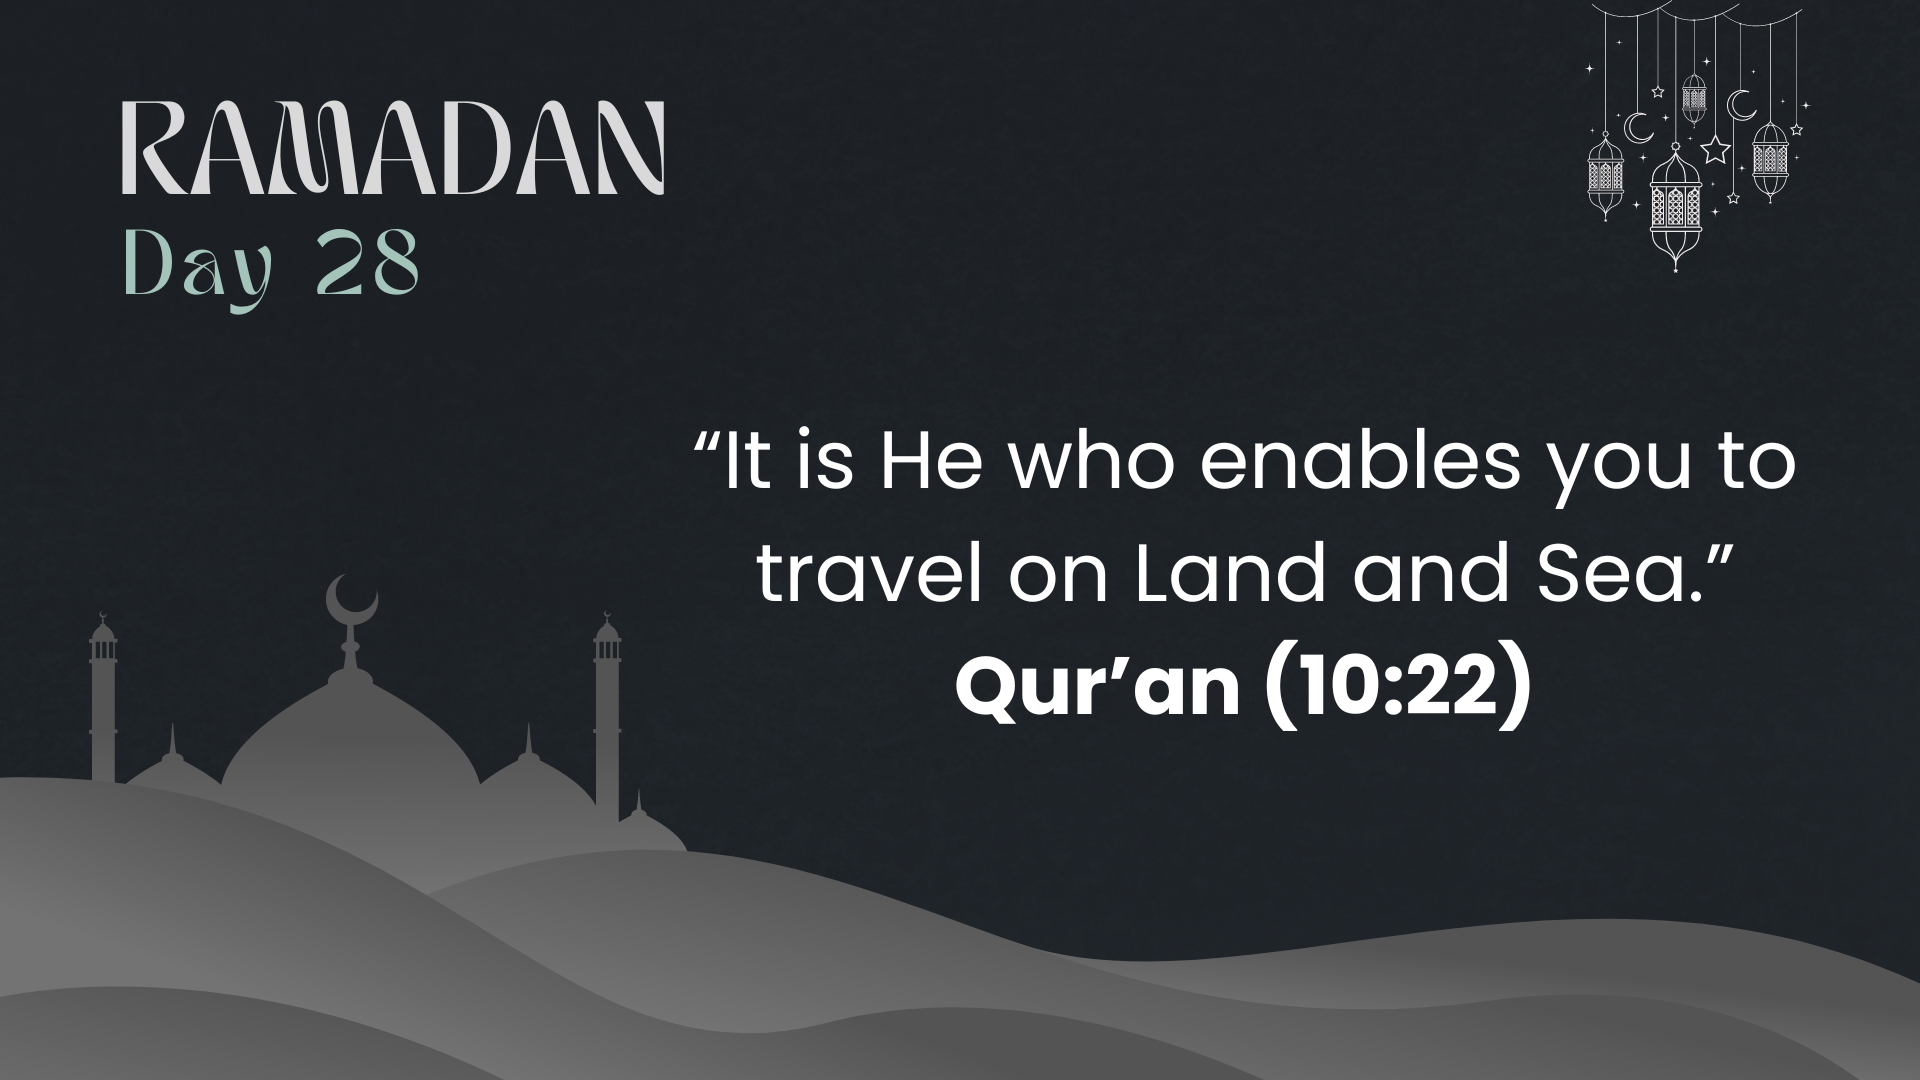 RAMADAN
Day 28
“It is He who enables you to
travel on Land and Sea.”
Qur’an (10:22)